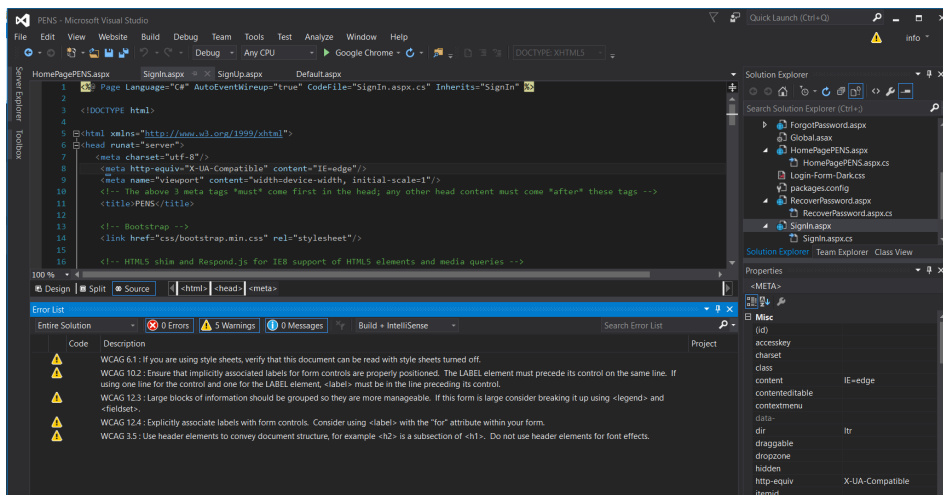 PENS - Microsoft Visual Studio
Quick Launch (Ctrl+Q)
File Edit View Website Build Debug Team Tools Test Analyze Window Help
info
Debug Any CPU Google Chrome DOCTYPE: XHTML5
Server Explorer
Toolbox
HomePagePENS.aspx SignIn.aspx SignUp.aspx Default.aspx
1 <%@ Page Language="C#" AutoEventWireup="true" CodeFile="SignIn.aspx.cs" Inherits="SignIn" %>
2
3 <!DOCTYPE html>
4
5 <html xmlns="http://www.w3.org/1999/xhtml">
6 <head runat="server">
7 <meta charset="utf-8"/>
8 <meta http-equiv="X-UA-Compatible" content="IE=edge"/>
9 <meta name="viewport" content="width=device-width, initial-scale=1"/>
10 <!-- The above 3 meta tags *must* come first in the head; any other head content must come *after* these tags -->
11 <title>PENS</title>
12
13 <!-- Bootstrap -->
14 <link href="css/bootstrap.min.css" rel="stylesheet"/>
15
16 <!-- HTML5 shim and Respond.js for IE8 support of HTML5 elements and media queries -->
100 %
Design Split Source <html> <head> <meta>
Error List
Entire Solution 0 Errors 5 Warnings 0 Messages Build + IntelliSense Search Error List
Code Description Project
WCAG 6.1 : If you are using style sheets, verify that this document can be read with style sheets turned off.
WCAG 10.2 : Ensure that implicitly associated labels for form controls are properly positioned. The LABEL element must precede its control on the same line. If
using one line for the control and one for the LABEL element, <label> must be in the line preceding its control.
WCAG 12.3 : Large blocks of information should be grouped so they are more manageable. If this form is large consider breaking it up using <legend> and
<fieldset>.
WCAG 12.4 : Explicitly associate labels with form controls. Consider using <label> with the "for" attribute within your form.
WCAG 3.5 : Use header elements to convey document structure, for example <h2> is a subsection of <h1>. Do not use header elements for font effects.
Solution Explorer
Search Solution Explorer (Ctrl+;)
ForgotPassword.aspx
Global.asax
HomePagePENS.aspx
HomePagePENS.aspx.cs
Login-Form-Dark.css
packages.config
RecoverPassword.aspx
RecoverPassword.aspx.cs
SignIn.aspx
SignIn.aspx.cs
Solution Explorer Team Explorer Class View
Properties
<META>
Misc
(id)
accesskey
charset
class
content IE=edge
contenteditable
contextmenu
data-
dir ltr
draggable
dropzone
hidden
http-equiv X-UA-Compatible
itemid